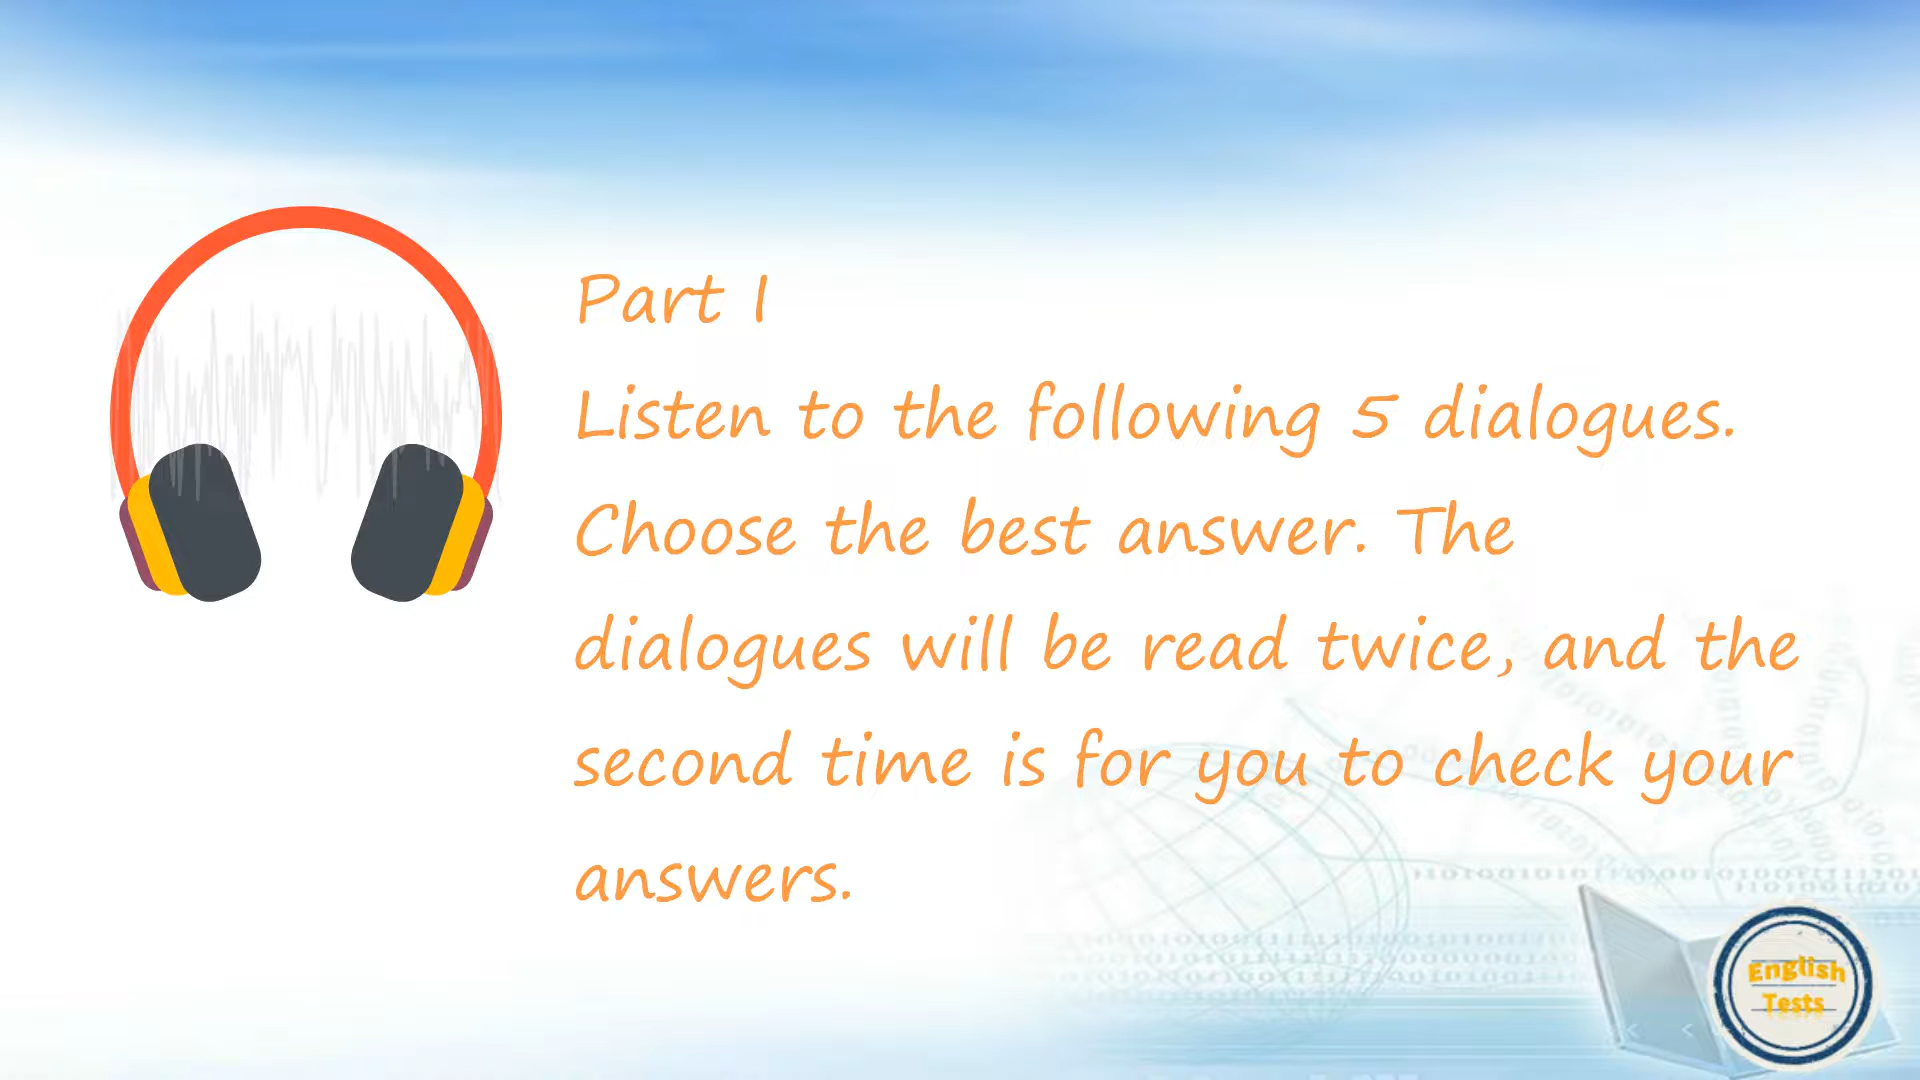 Part I
Listen to the following 5 dialogues.
Choose the best answer. The
dialogues will be read twice, and the
second time is for you to check your
answers.
English
Tests